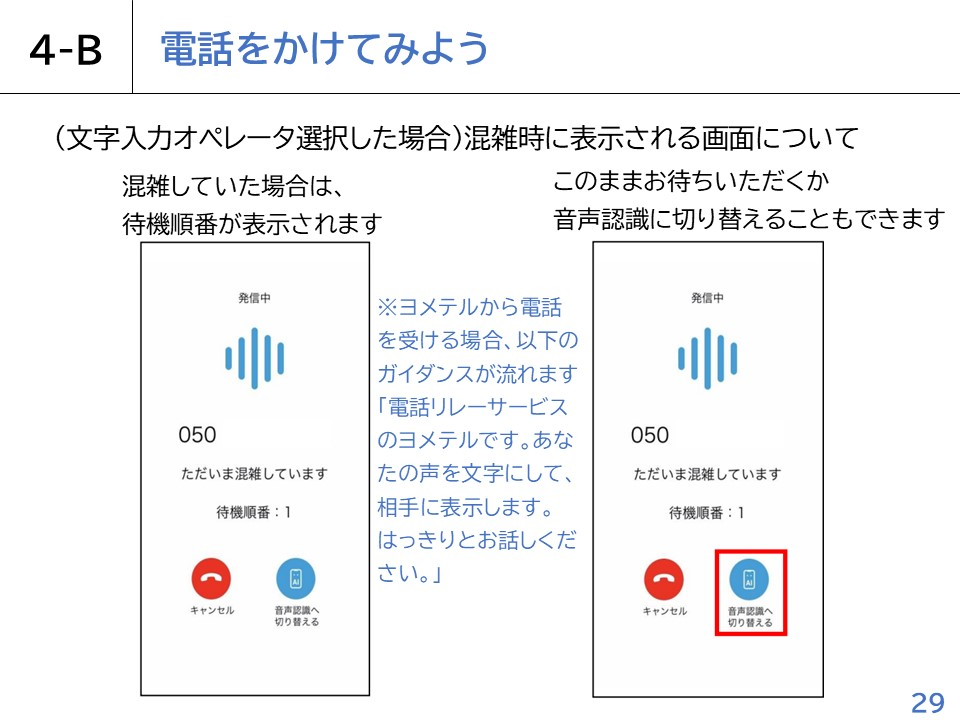 4-B
電話をかけてみよう
（文字入力オペレータ選択した場合）混雑時に表示される画面について
混雑していた場合は、
待機順番が表示されます
このままお待ちいただくか
音声認識に切り替えることもできます
発信中
050
ただいま混雑しています
待機順番：1
キャンセル
音声認識へ
切り替える
※ヨメテルから電話
を受ける場合、以下の
ガイダンスが流れます
「電話リレーサービス
のヨメテルです。あな
たの声を文字にして、
相手に表示します。
はっきりとお話しくだ
さい。」
発信中
050
ただいま混雑しています
待機順番：1
キャンセル
AI
音声認識へ
切り替える
29